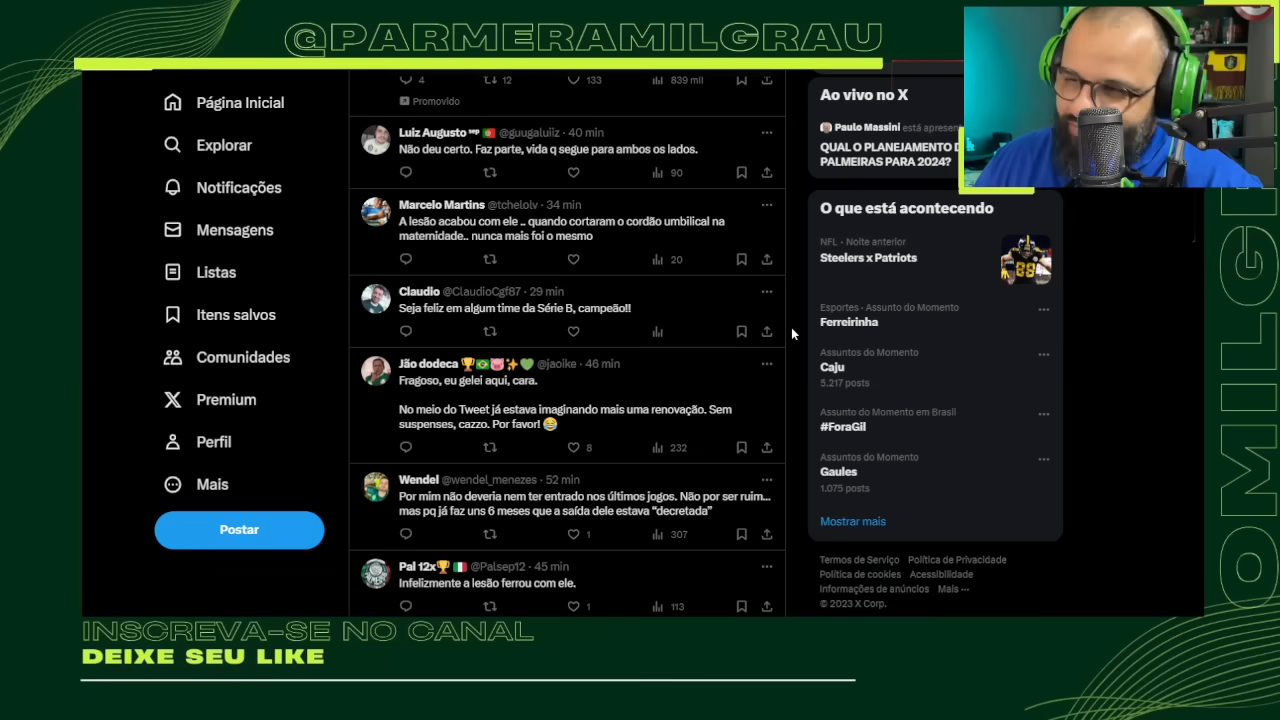 @PARMERAMILGRAU
Página Inicial
Explorar
Notificações
Mensagens
Listas
Itens salvos
Comunidades
Premium
Perfil
Mais
Postar
4 12 133 839 mil
Promovido
Luiz Augusto @guugaluiiz · 40 min
Não deu certo. Faz parte, vida q segue para ambos os lados.
90
Marcelo Martins @tchelolv · 34 min
A lesão acabou com ele .. quando cortaram o cordão umbilical na
maternidade.. nunca mais foi o mesmo
20
Claudio @ClaudioCgf87 · 29 min
Seja feliz em algum time da Série B, campeão!!
Jão dodeca 🏆🇧🇷🐷✨💚 @jaoike · 46 min
Fragoso, eu gelei aqui, cara.
No meio do Tweet já estava imaginando mais uma renovação. Sem
suspenses, cazzo. Por favor! 😂
8 232
Wendel @wendel_menezes · 52 min
Por mim não deveria nem ter entrado nos últimos jogos. Não por ser ruim...
mas pq já faz uns 6 meses que a saída dele estava “decretada”
1 307
Pal 12x🏆🇮🇹 @Palsep12 · 45 min
Infelizmente a lesão ferrou com ele.
1 113
Ao vivo no X
Paulo Massini está apresen
QUAL O PLANEJAMENTO D
PALMEIRAS PARA 2024?
O que está acontecendo
NFL · Noite anterior
Steelers x Patriots
88
Esportes · Assunto do Momento
Ferreirinha
Assuntos do Momento
Caju
5.217 posts
Assunto do Momento em Brasil
#ForaGil
Assuntos do Momento
Gaules
1.075 posts
Mostrar mais
Termos de Serviço Política de Privacidade
Política de cookies Acessibilidade
Informações de anúncios Mais ···
© 2023 X Corp.
INSCREVA-SE NO CANAL
DEIXE SEU LIKE
OMILG